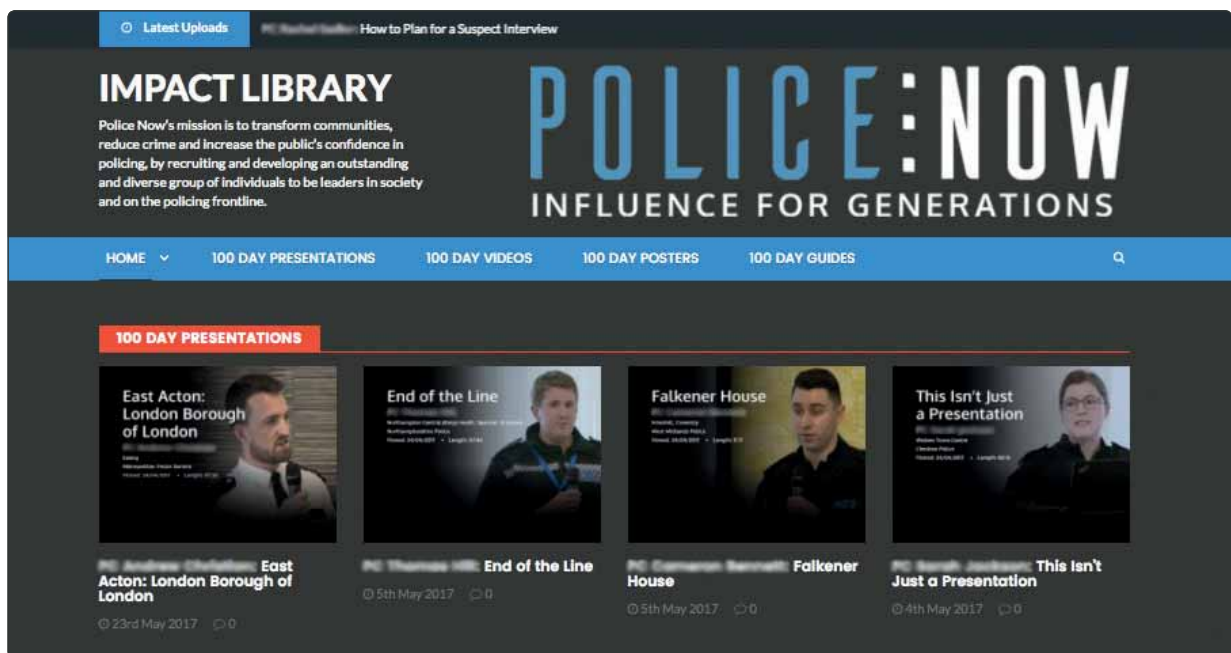 Latest Uploads
How to Plan for a Suspect Interview
IMPACT LIBRARY
Police Now's mission is to transform communities,
reduce crime and increase the public's confidence in
policing, by recruiting and developing an outstanding
and diverse group of individuals to be leaders in society
and on the policing frontline.
POLICE:NOW
INFLUENCE FOR GENERATIONS
HOME
100 DAY PRESENTATIONS
100 DAY VIDEOS
100 DAY POSTERS
100 DAY GUIDES
100 DAY PRESENTATIONS
East Acton:
London Borough
of London
End of the Line
Falkener House
This Isn't Just
a Presentation
East
Acton: London Borough of
London
23rd May 2017 0
End of the Line
5th May 2017 0
Falkener
House
5th May 2017 0
This Isn't
Just a Presentation
4th May 2017 0